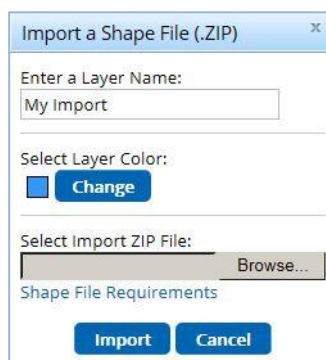 Import a Shape File (.ZIP) x
Enter a Layer Name:
My Import
Select Layer Color:
Change
Select Import ZIP File:
Browse...
Shape File Requirements
Import Cancel